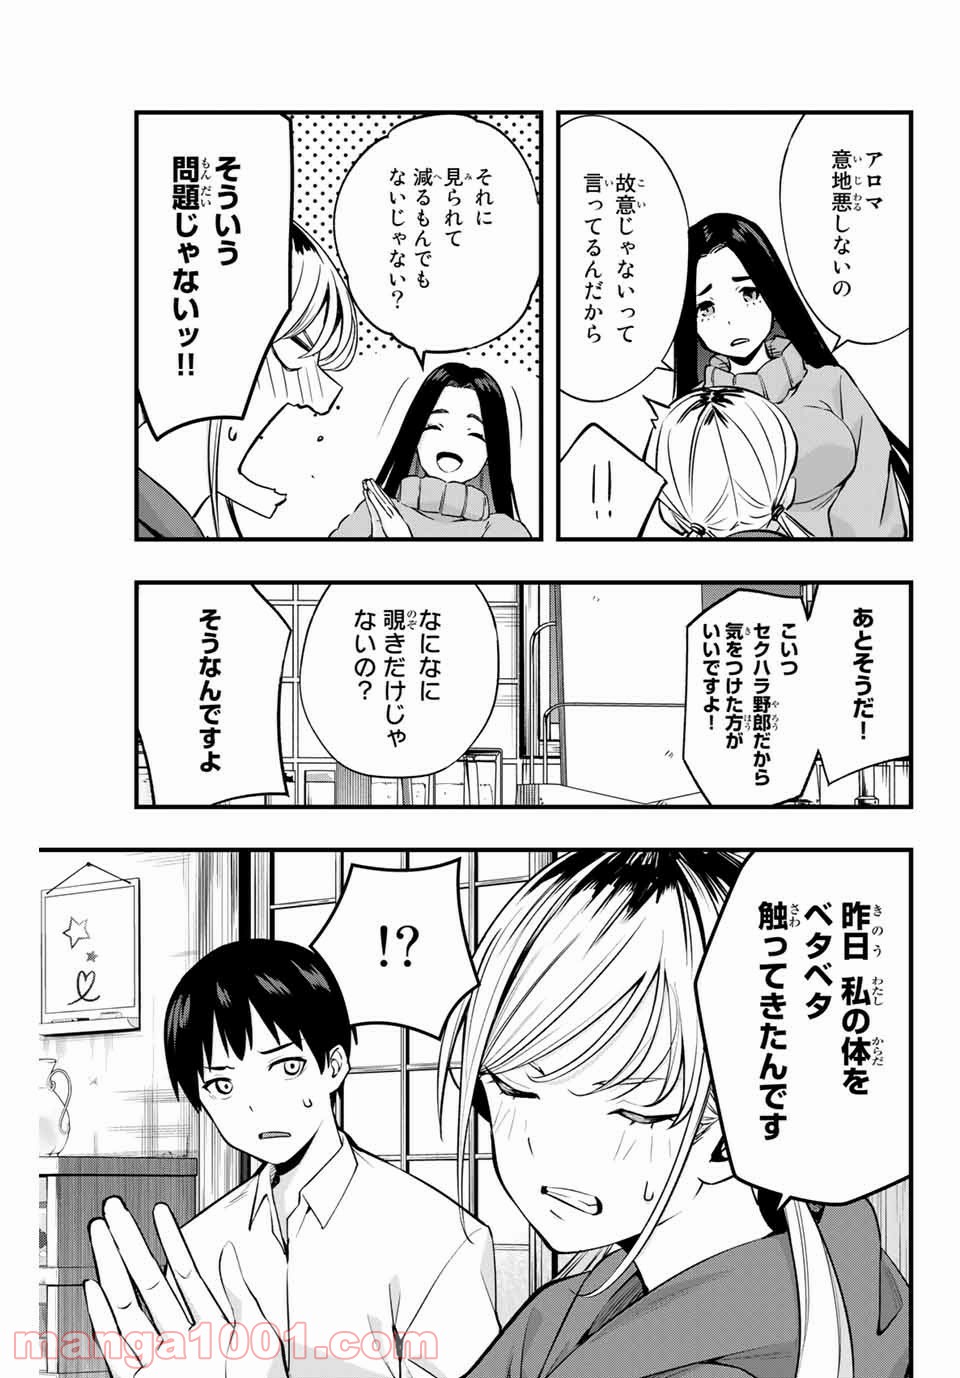 アロマ
意地悪しないの
故意じゃないって
言ってるんだから
!!
それに
見られて
減るもんでも
ないじゃない?
そういう
問題じゃないッ!!
あとそうだ!
こいつ
セクハラ野郎だから
気をつけた方が
いいですよ!
なになに
覗きだけじゃ
ないの?
そうなんですよ
昨日 私の体を
ベタベタ
触ってきたんです
!?
manga1001.com